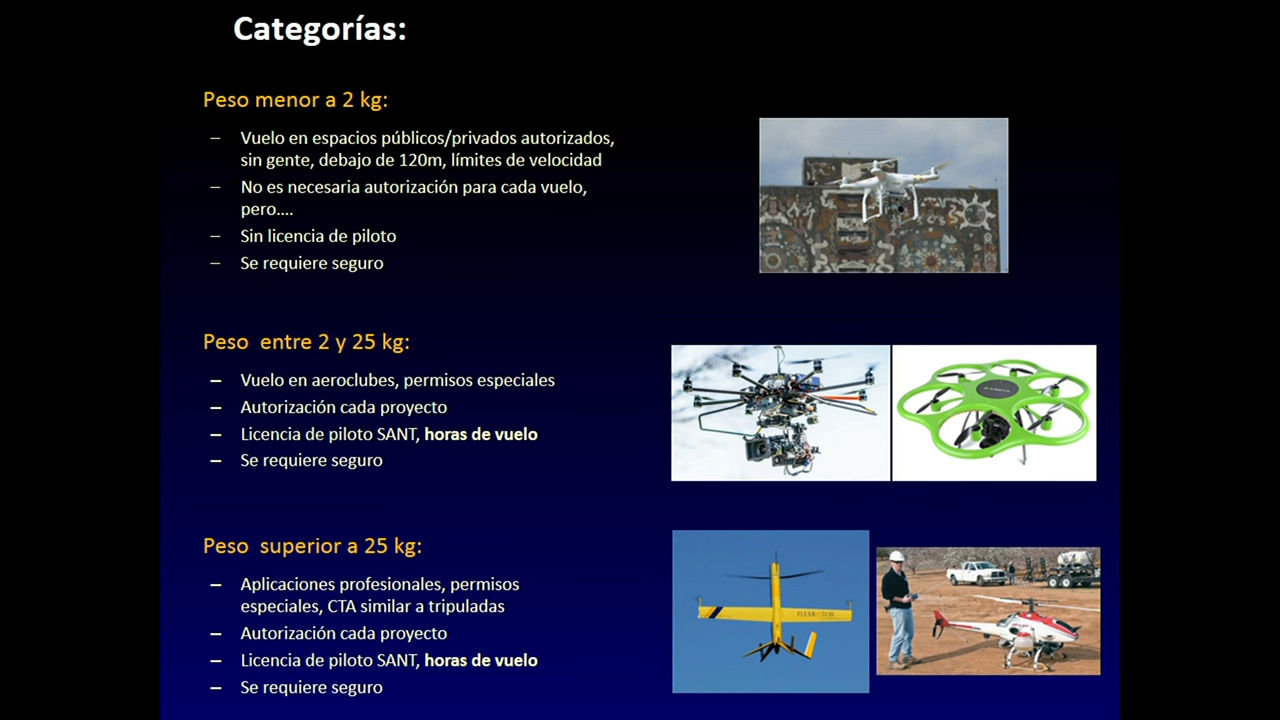 Categorías:
Peso menor a 2 kg:
– Vuelo en espacios públicos/privados autorizados,
sin gente, debajo de 120m, límites de velocidad
– No es necesaria autorización para cada vuelo,
pero....
– Sin licencia de piloto
– Se requiere seguro
Peso entre 2 y 25 kg:
– Vuelo en aeroclubes, permisos especiales
– Autorización cada proyecto
– Licencia de piloto SANT, horas de vuelo
– Se requiere seguro
Peso superior a 25 kg:
– Aplicaciones profesionales, permisos
especiales, CTA similar a tripuladas
– Autorización cada proyecto
– Licencia de piloto SANT, horas de vuelo
– Se requiere seguro
FLEXROTOR